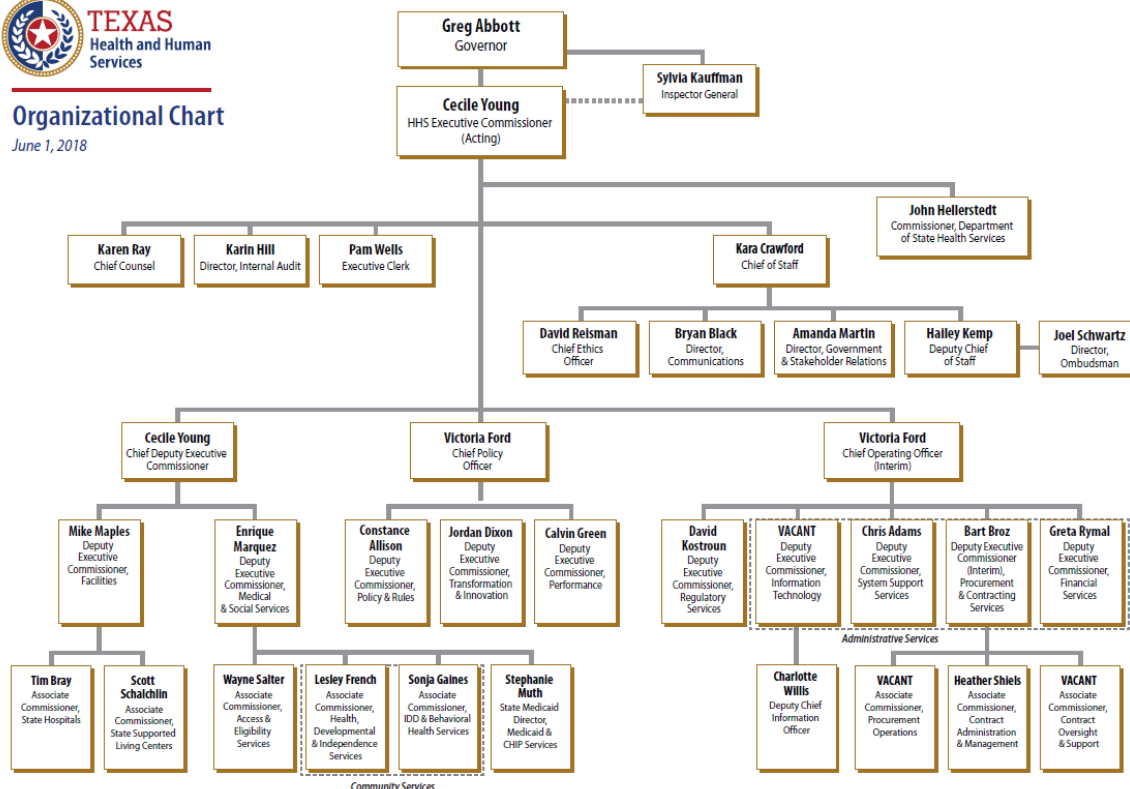 TEXAS
Health and Human
Services
Organizational Chart
June 1, 2018
Greg Abbott
Governor
Sylvia Kauffman
Inspector General
Cecile Young
HHS Executive Commissioner
(Acting)
John Hellerstedt
Commissioner, Department
of State Health Services
Karen Ray
Chief Counsel
Karin Hill
Director, Internal Audit
Pam Wells
Executive Clerk
Kara Crawford
Chief of Staff
David Reisman
Chief Ethics
Officer
Bryan Black
Director,
Communications
Amanda Martin
Director, Government
& Stakeholder Relations
Hailey Kemp
Deputy Chief
of Staff
Joel Schwartz
Director,
Ombudsman
Cecile Young
Chief Deputy Executive
Commissioner
Victoria Ford
Chief Policy
Officer
Victoria Ford
Chief Operating Officer
(Interim)
Mike Maples
Deputy
Executive
Commissioner,
Facilities
Enrique
Marquez
Deputy
Executive
Commissioner,
Medical
& Social Services
Constance
Allison
Deputy
Executive
Commissioner,
Policy & Rules
Jordan Dixon
Deputy
Executive
Commissioner,
Transformation
& Innovation
Calvin Green
Deputy
Executive
Commissioner,
Performance
David
Kostroun
Deputy
Executive
Commissioner,
Regulatory
Services
VACANT
Deputy
Executive
Commissioner,
Information
Technology
Chris Adams
Deputy
Executive
Commissioner,
System Support
Services
Bart Broz
Deputy Executive
Commissioner
(Interim),
Procurement
& Contracting
Services
Greta Rymal
Deputy
Executive
Commissioner,
Financial
Services
Administrative Services
Tim Bray
Associate
Commissioner,
State Hospitals
Scott
Schalchlin
Associate
Commissioner,
State Supported
Living Centers
Wayne Salter
Associate
Commissioner,
Access &
Eligibility
Services
Lesley French
Associate
Commissioner,
Health,
Developmental
& Independence
Services
Sonja Gaines
Associate
Commissioner,
IDD & Behavioral
Health Services
Stephanie
Muth
State Medicaid
Director,
Medicaid &
CHIP Services
Community Services
Charlotte
Willis
Deputy Chief
Information
Officer
VACANT
Associate
Commissioner,
Procurement
Operations
Heather Shiels
Associate
Commissioner,
Contract
Administration
& Management
VACANT
Associate
Commissioner,
Contract
Oversight
& Support